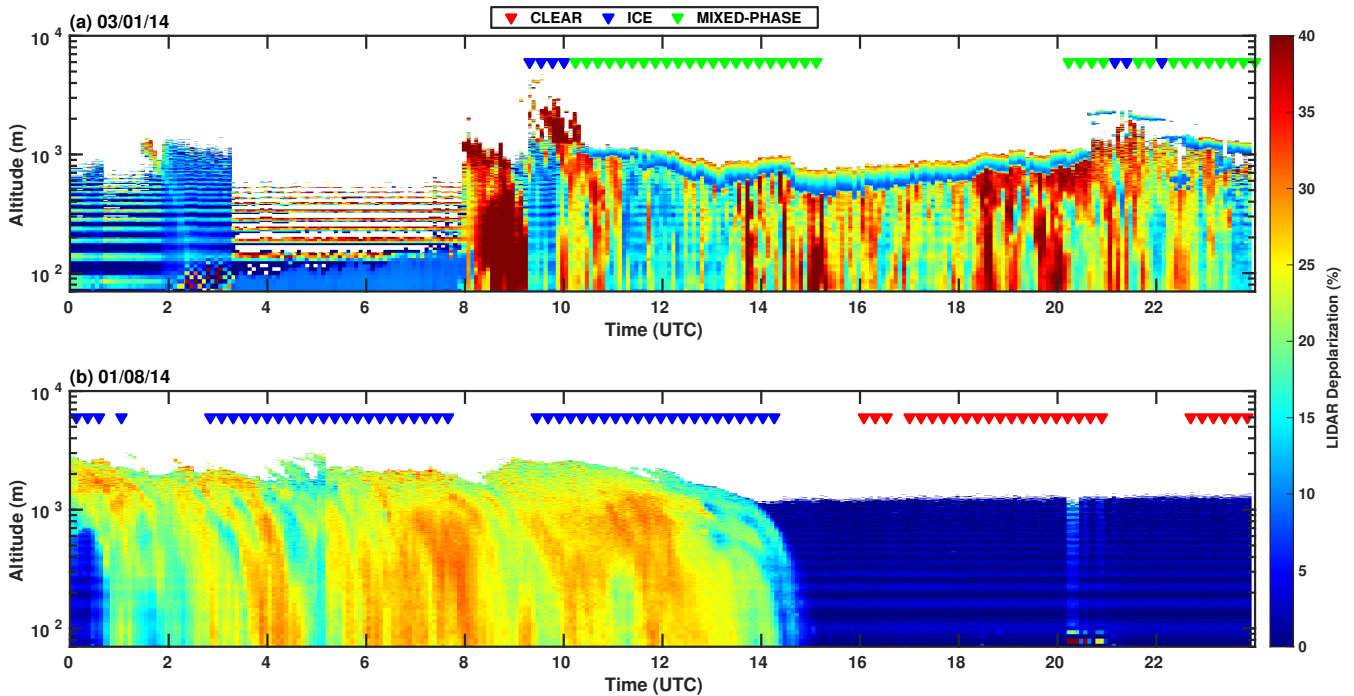 CLEAR ICE MIXED-PHASE
(a) 03/01/14
10 4
10 3
10 2
Altitude (m)
0 2 4 6 8 10 12 14 16 18 20 22
Time (UTC)
(b) 01/08/14
10 4
10 3
10 2
Altitude (m)
0 2 4 6 8 10 12 14 16 18 20 22
Time (UTC)
40
35
30
25
20
15
10
5
0
LIDAR Depolarization (%)